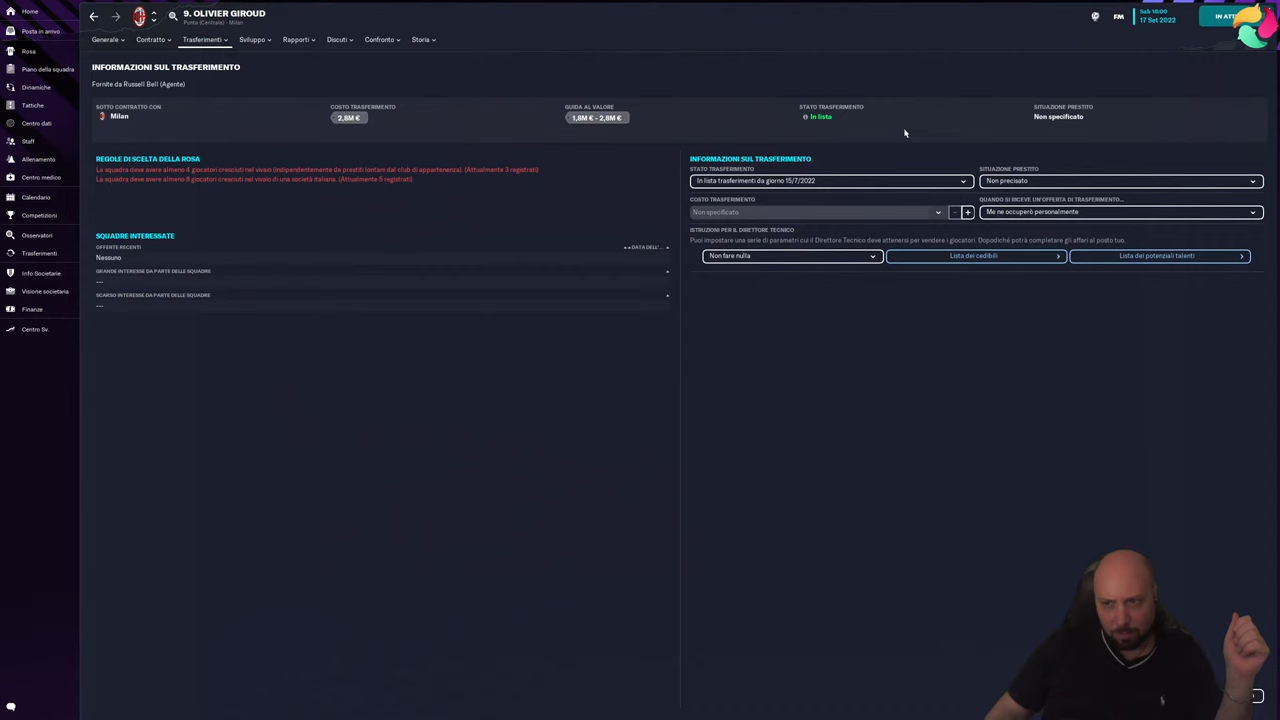 9. OLIVIER GIROUD
Punta (Centrale) - Milan
FM
Sab 18:00
17 Set 2022
IN ATT
Home
Posta in arrivo
Rosa
Piano della squadra
Dinamiche
Tattiche
Centro dati
Staff
Allenamento
Centro medico
Calendario
Competizioni
Osservatori
Trasferimenti
Info Societarie
Visione societaria
Finanze
Centro Sv.
Generale
Contratto
Trasferimenti
Sviluppo
Rapporti
Discuti
Confronto
Storia
INFORMAZIONI SUL TRASFERIMENTO
Fornite da Russell Bell (Agente)
SOTTO CONTRATTO CON
Milan
COSTO TRASFERIMENTO
2,8M €
GUIDA AL VALORE
1,8M € - 2,8M €
STATO TRASFERIMENTO
In lista
SITUAZIONE PRESTITO
Non specificato
REGOLE DI SCELTA DELLA ROSA
La squadra deve avere almeno 4 giocatori cresciuti nel vivaio (indipendentemente da prestiti lontani dal club di appartenenza). (Attualmente 3 registrati)
La squadra deve avere almeno 8 giocatori cresciuti nel vivaio di una società italiana. (Attualmente 5 registrati)
SQUADRE INTERESSATE
OFFERTE RECENTI
DATA DELL'...
Nessuno
GRANDE INTERESSE DA PARTE DELLE SQUADRE
---
SCARSO INTERESSE DA PARTE DELLE SQUADRE
---
INFORMAZIONI SUL TRASFERIMENTO
STATO TRASFERIMENTO
In lista trasferimenti da giorno 15/7/2022
SITUAZIONE PRESTITO
Non precisato
COSTO TRASFERIMENTO
Non specificato
- +
QUANDO SI RICEVE UN'OFFERTA DI TRASFERIMENTO...
Me ne occuperò personalmente
ISTRUZIONI PER IL DIRETTORE TECNICO
Puoi impostare una serie di parametri cui il Direttore Tecnico deve attenersi per vendere i giocatori. Dopodiché potrà completare gli affari al posto tuo.
Non fare nulla
Lista dei cedibili
Lista dei potenziali talenti